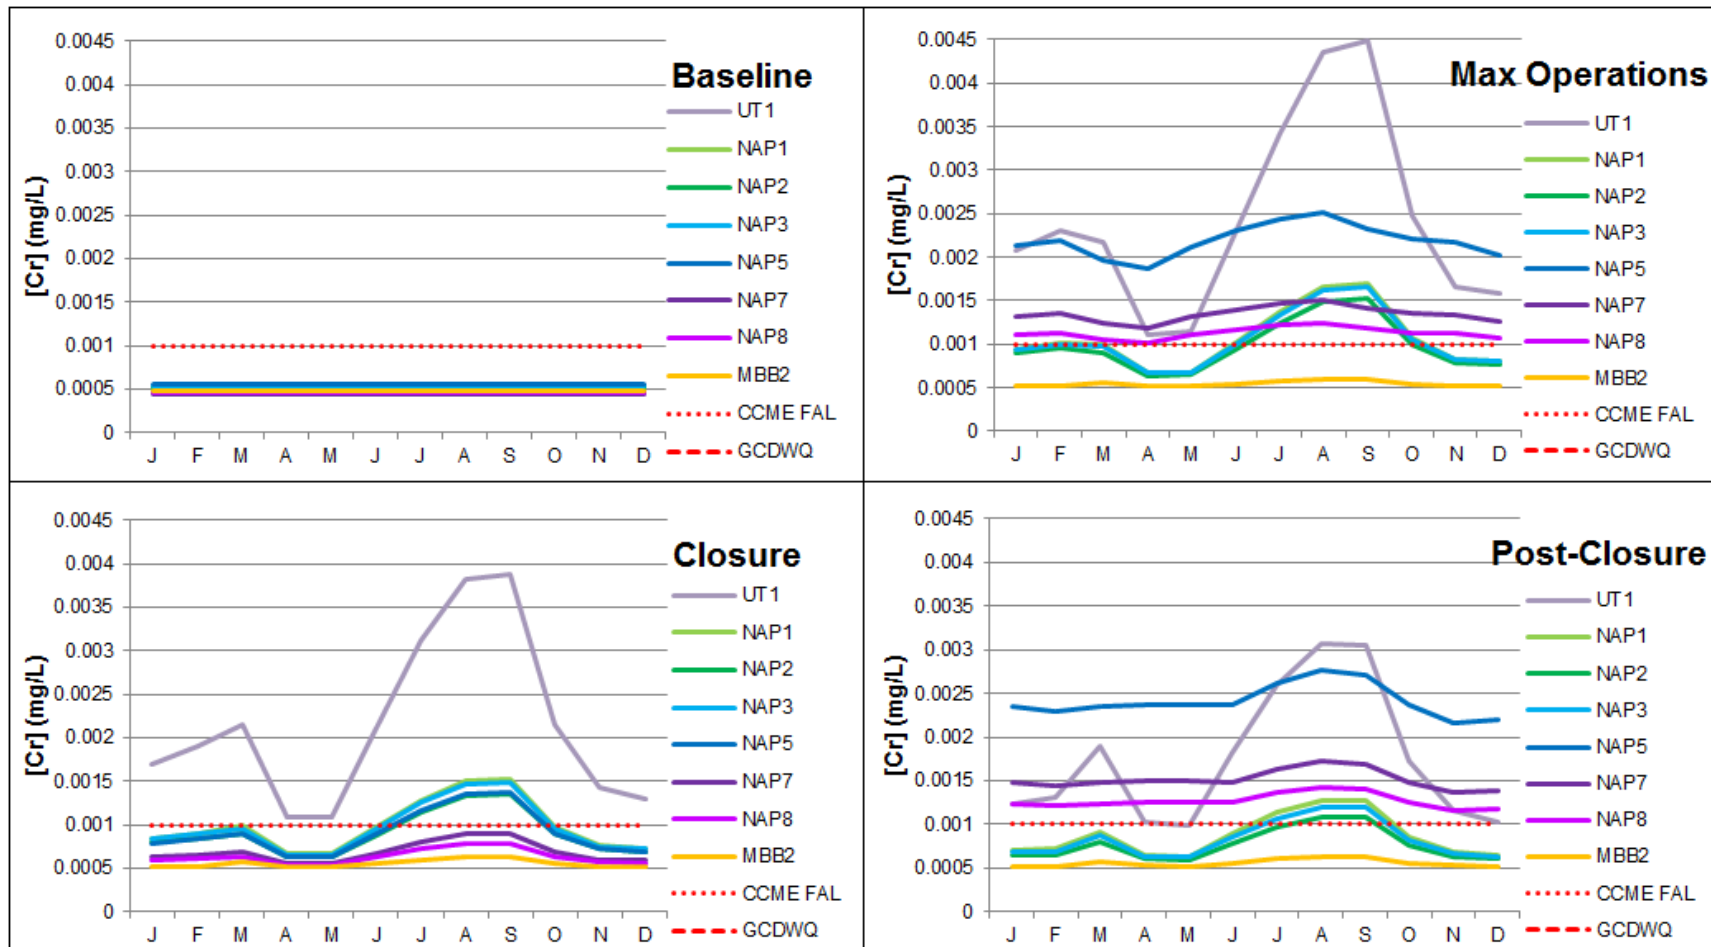 Baseline
[Cr] (mg/L)
0.0045
0.004
0.0035
0.003
0.0025
0.002
0.0015
0.001
0.0005
0
J F M A M J J A S O N D
UT1
NAP1
NAP2
NAP3
NAP5
NAP7
NAP8
MBB2
CCME FAL
GCDWQ
Max Operations
[Cr] (mg/L)
0.0045
0.004
0.0035
0.003
0.0025
0.002
0.0015
0.001
0.0005
0
J F M A M J J A S O N D
UT1
NAP1
NAP2
NAP3
NAP5
NAP7
NAP8
MBB2
CCME FAL
GCDWQ
Closure
[Cr] (mg/L)
0.0045
0.004
0.0035
0.003
0.0025
0.002
0.0015
0.001
0.0005
0
J F M A M J J A S O N D
UT1
NAP1
NAP2
NAP3
NAP5
NAP7
NAP8
MBB2
CCME FAL
GCDWQ
Post-Closure
[Cr] (mg/L)
0.0045
0.004
0.0035
0.003
0.0025
0.002
0.0015
0.001
0.0005
0
J F M A M J J A S O N D
UT1
NAP1
NAP2
NAP3
NAP5
NAP7
NAP8
MBB2
CCME FAL
GCDWQ